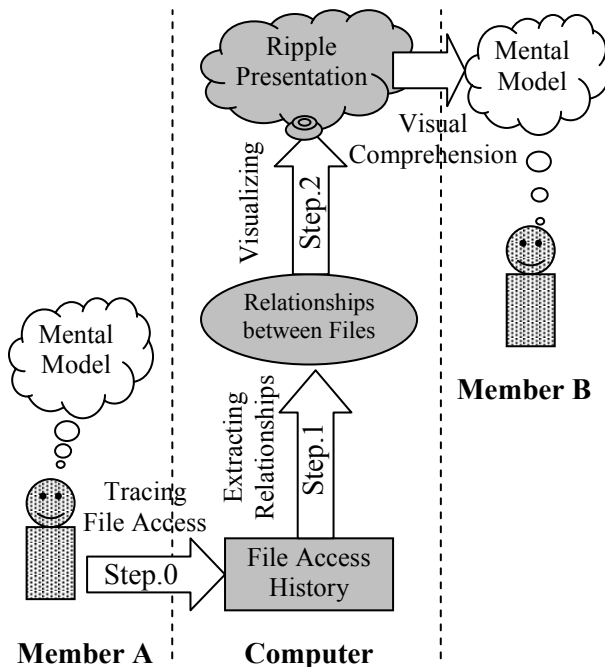 Ripple
Presentation
Mental
Model
Visual
Comprehension
Visualizing
Step.2
Relationships
between Files
Mental
Model
Member B
Extracting
Relationships
Step.1
Tracing
File Access
Step.0
File Access
History
Member A
Computer